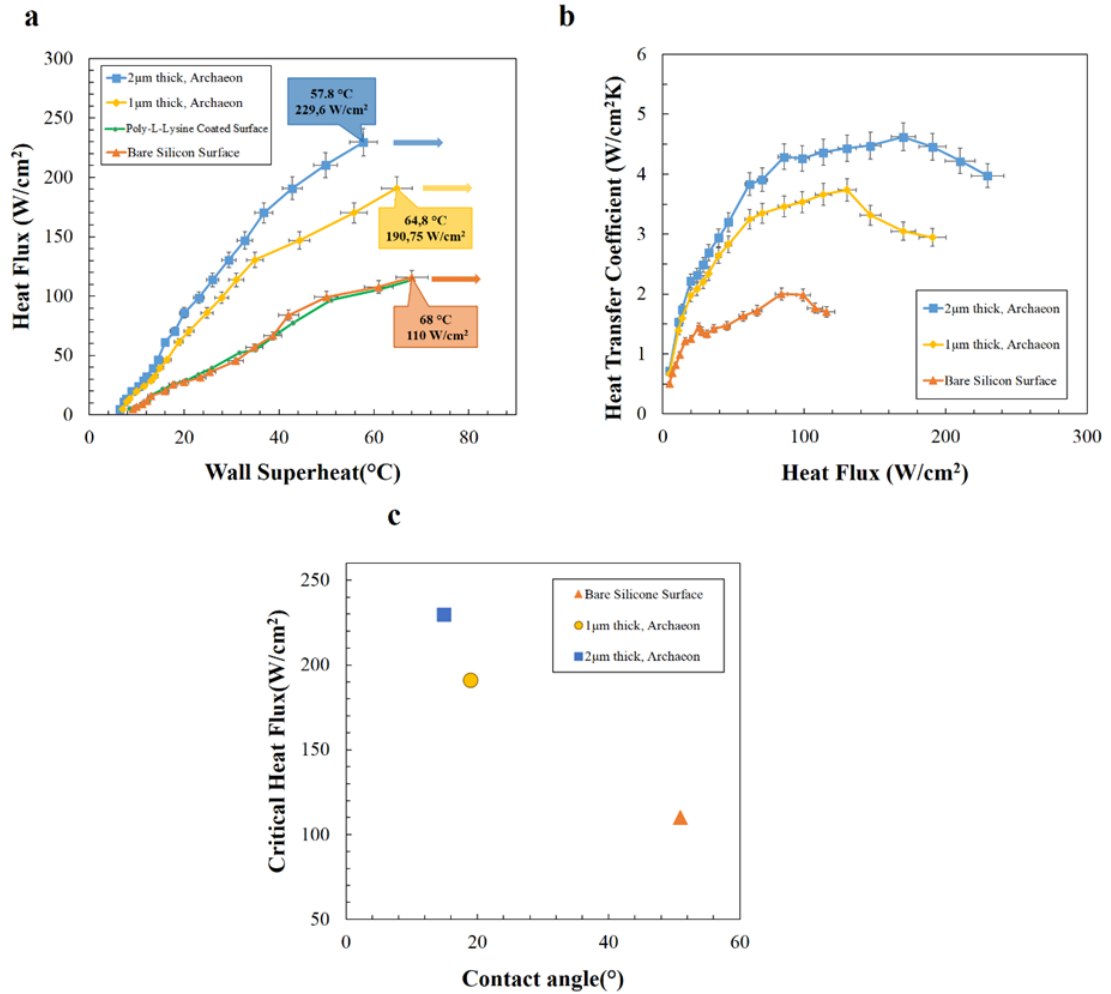 a
300
250
200
150
100
50
0
Heat Flux (W/cm²)
2µm thick, Archaeon
1µm thick, Archaeon
Poly-L-Lysine Coated Surface
Bare Silicon Surface
57.8 °C
229,6 W/cm²
64,8 °C
190,75 W/cm²
68 °C
110 W/cm²
0 20 40 60 80
Wall Superheat(°C)
b
6
5
4
3
2
1
0
Heat Transfer Coefficient (W/cm²K)
2µm thick, Archaeon
1µm thick, Archaeon
Bare Silicon Surface
0 100 200 300
Heat Flux (W/cm²)
c
250
200
150
100
50
Critical Heat Flux(W/cm²)
Bare Silicone Surface
1µm thick, Archaeon
2µm thick, Archaeon
0 20 40 60
Contact angle(°)